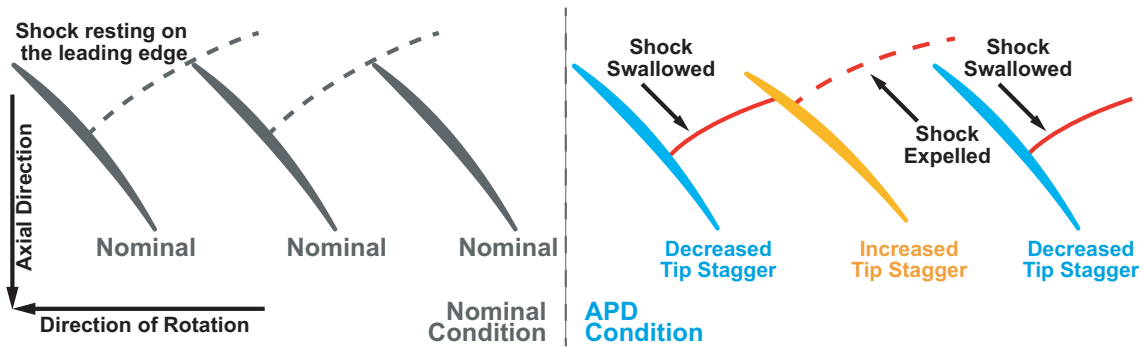 Shock resting on
the leading edge
Axial Direction
Nominal
Nominal
Nominal
Direction of Rotation
Nominal
Condition
Shock
Swallowed
Shock
Expelled
Shock
Swallowed
Decreased
Tip Stagger
Increased
Tip Stagger
Decreased
Tip Stagger
APD
Condition